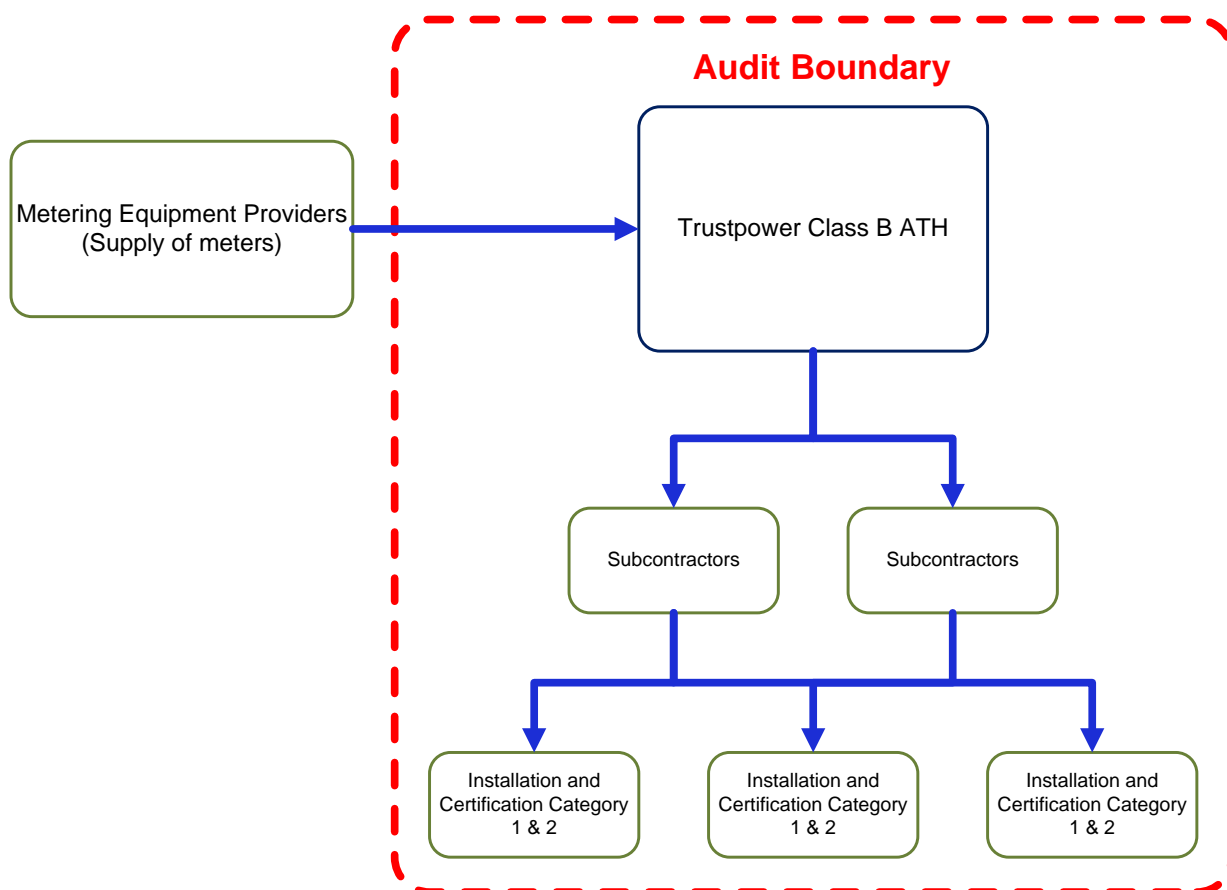 Audit Boundary
Metering Equipment Providers
(Supply of meters)
Trustpower Class B ATH
Subcontractors
Subcontractors
Installation and
Certification Category
1 & 2
Installation and
Certification Category
1 & 2
Installation and
Certification Category
1 & 2